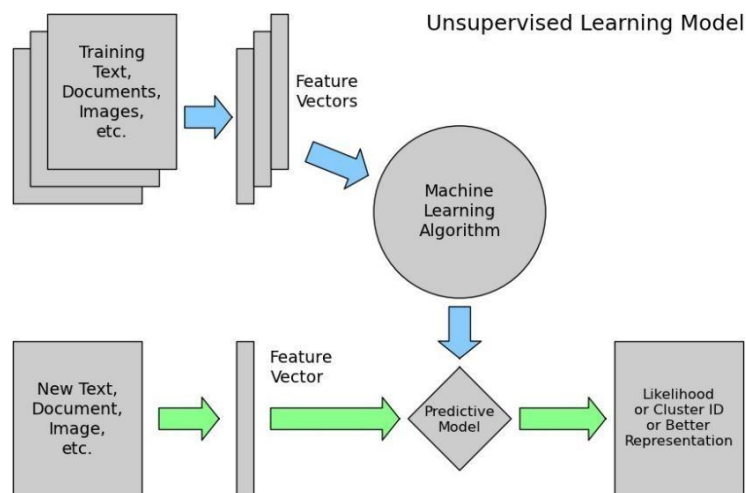 Unsupervised Learning Model
Training
Text,
Documents,
Images,
etc.
Feature
Vectors
Machine
Learning
Algorithm
New Text,
Document,
Image,
etc.
Feature
Vector
Predictive
Model
Likelihood
or Cluster ID
or Better
Representation